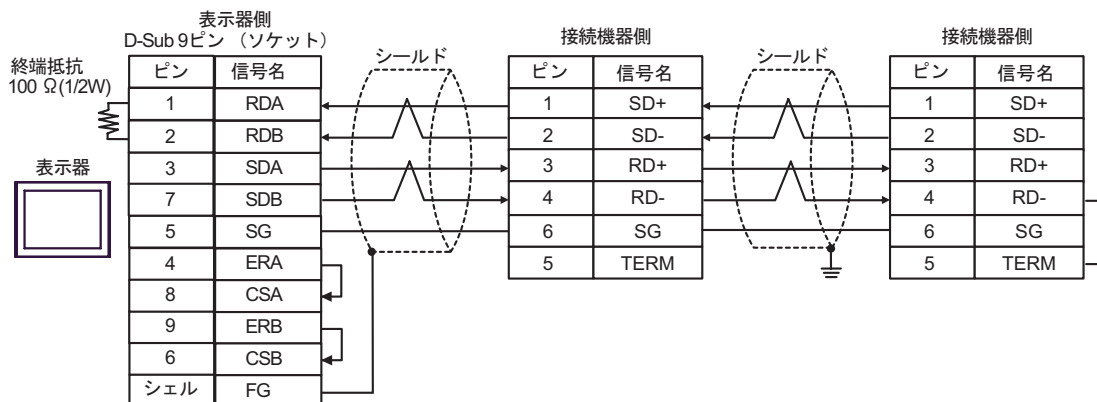 表示器側
D-Sub 9ピン （ソケット）
終端抵抗
100 Ω(1/2W)
表示器
ピン 信号名
1 RDA
2 RDB
3 SDA
7 SDB
5 SG
4 ERA
8 CSA
9 ERB
6 CSB
シェル FG
シールド
接続機器側
ピン 信号名
1 SD+
2 SD-
3 RD+
4 RD-
6 SG
5 TERM
シールド
接続機器側
ピン 信号名
1 SD+
2 SD-
3 RD+
4 RD-
6 SG
5 TERM